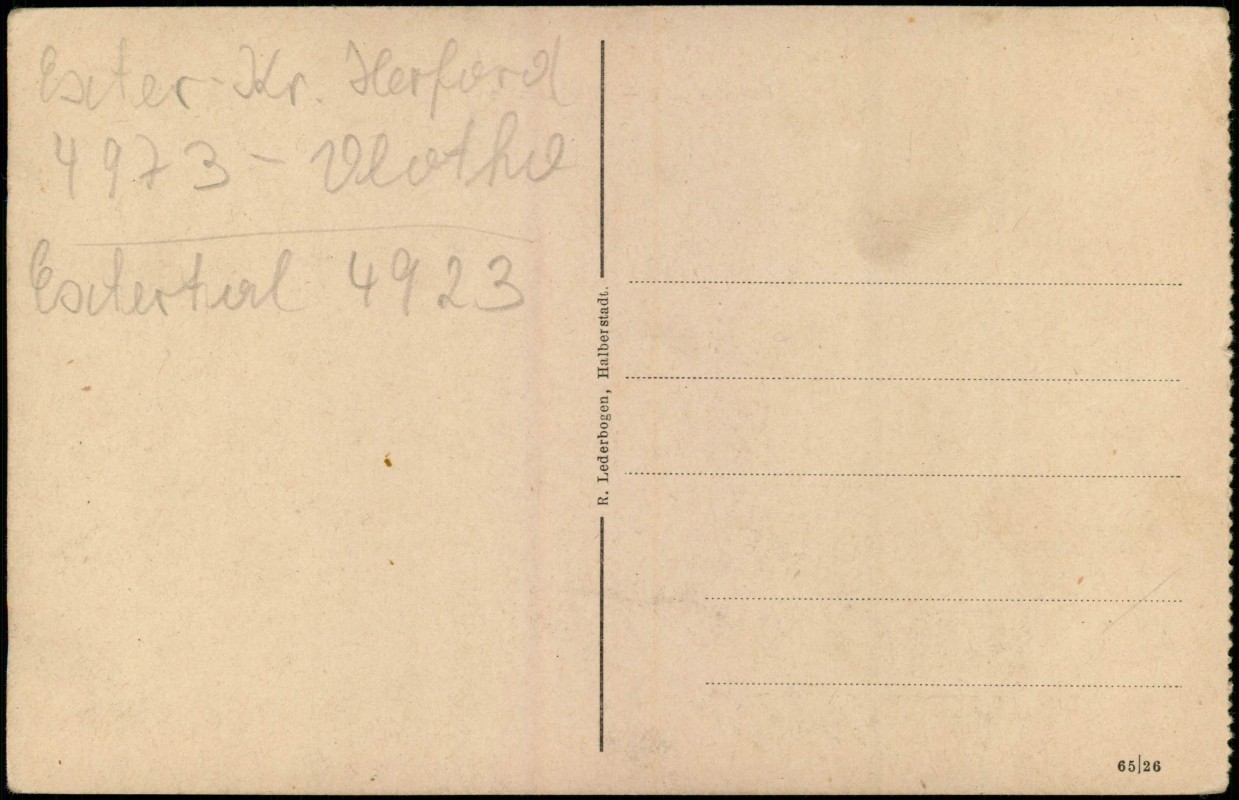 Exter-Kr. Herford
4973 - Vlotho
Extertal 4923
R. Lederbogen, Halberstadt.
65|26